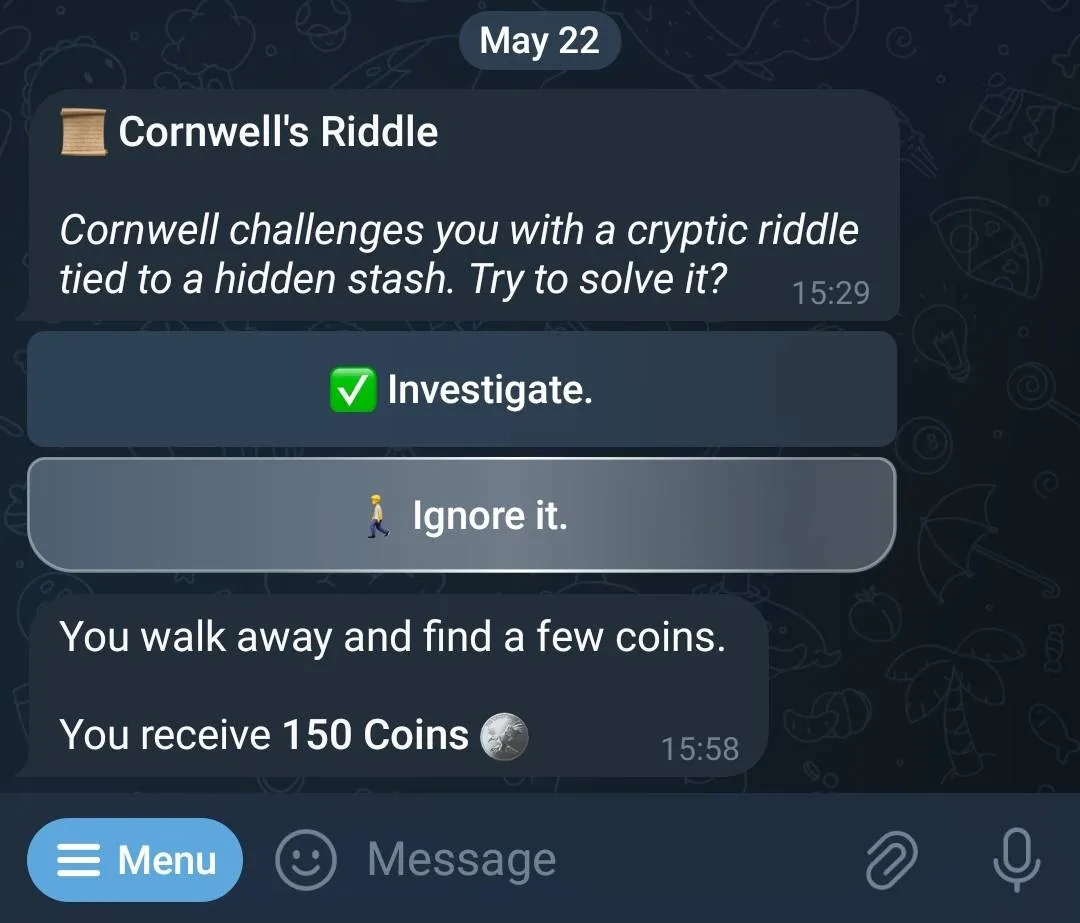 May 22
📜 Cornwell's Riddle
Cornwell challenges you with a cryptic riddle
tied to a hidden stash. Try to solve it?
15:29
✅ Investigate.
🚶 Ignore it.
You walk away and find a few coins.
You receive 150 Coins 🪙
15:58
Menu
Message